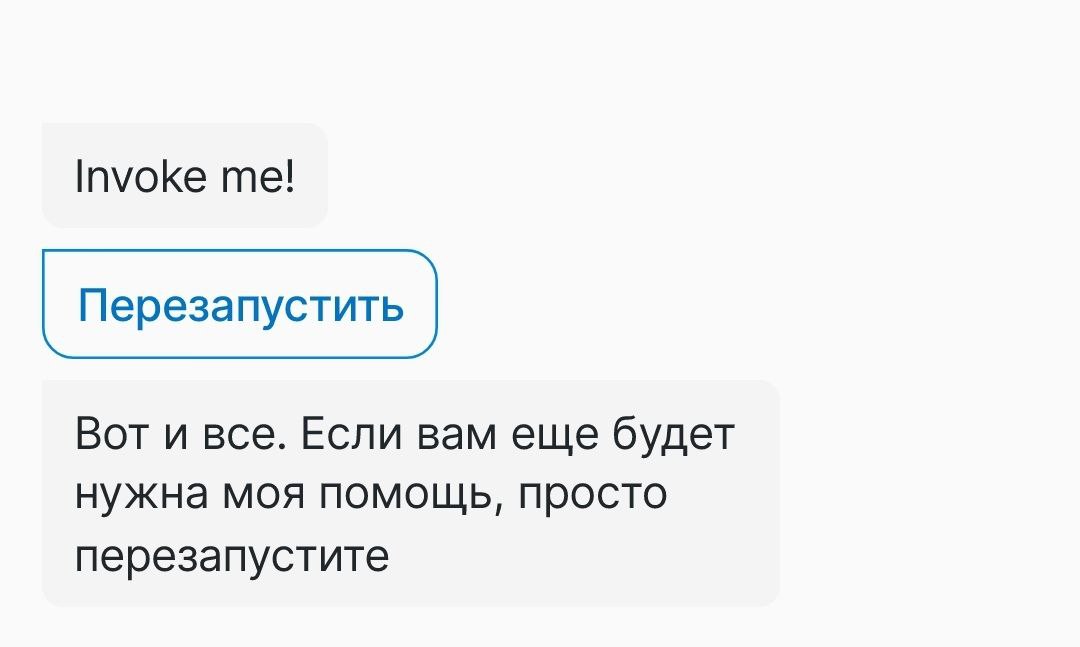 Invoke me!
Перезапустить
Вот и все. Если вам еще будет
нужна моя помощь, просто
перезапустите